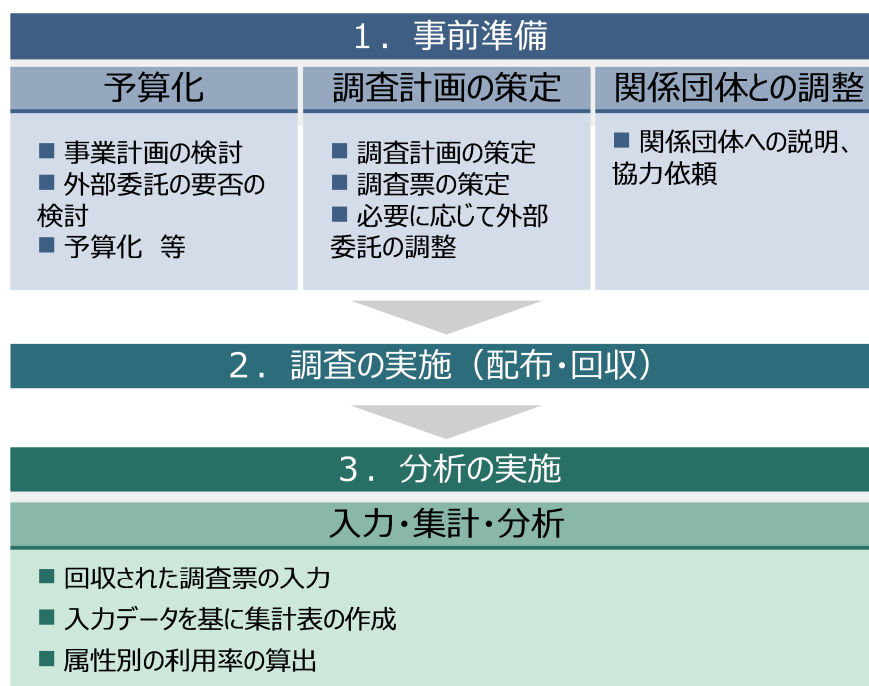 １．事前準備
予算化
■ 事業計画の検討
■ 外部委託の要否の
検討
■ 予算化　等
調査計画の策定
■ 調査計画の策定
■ 調査票の策定
■ 必要に応じて外部
委託の調整
関係団体との調整
■ 関係団体への説明、
協力依頼
２．調査の実施（配布・回収）
３．分析の実施
入力・集計・分析
■ 回収された調査票の入力
■ 入力データを基に集計表の作成
■ 属性別の利用率の算出